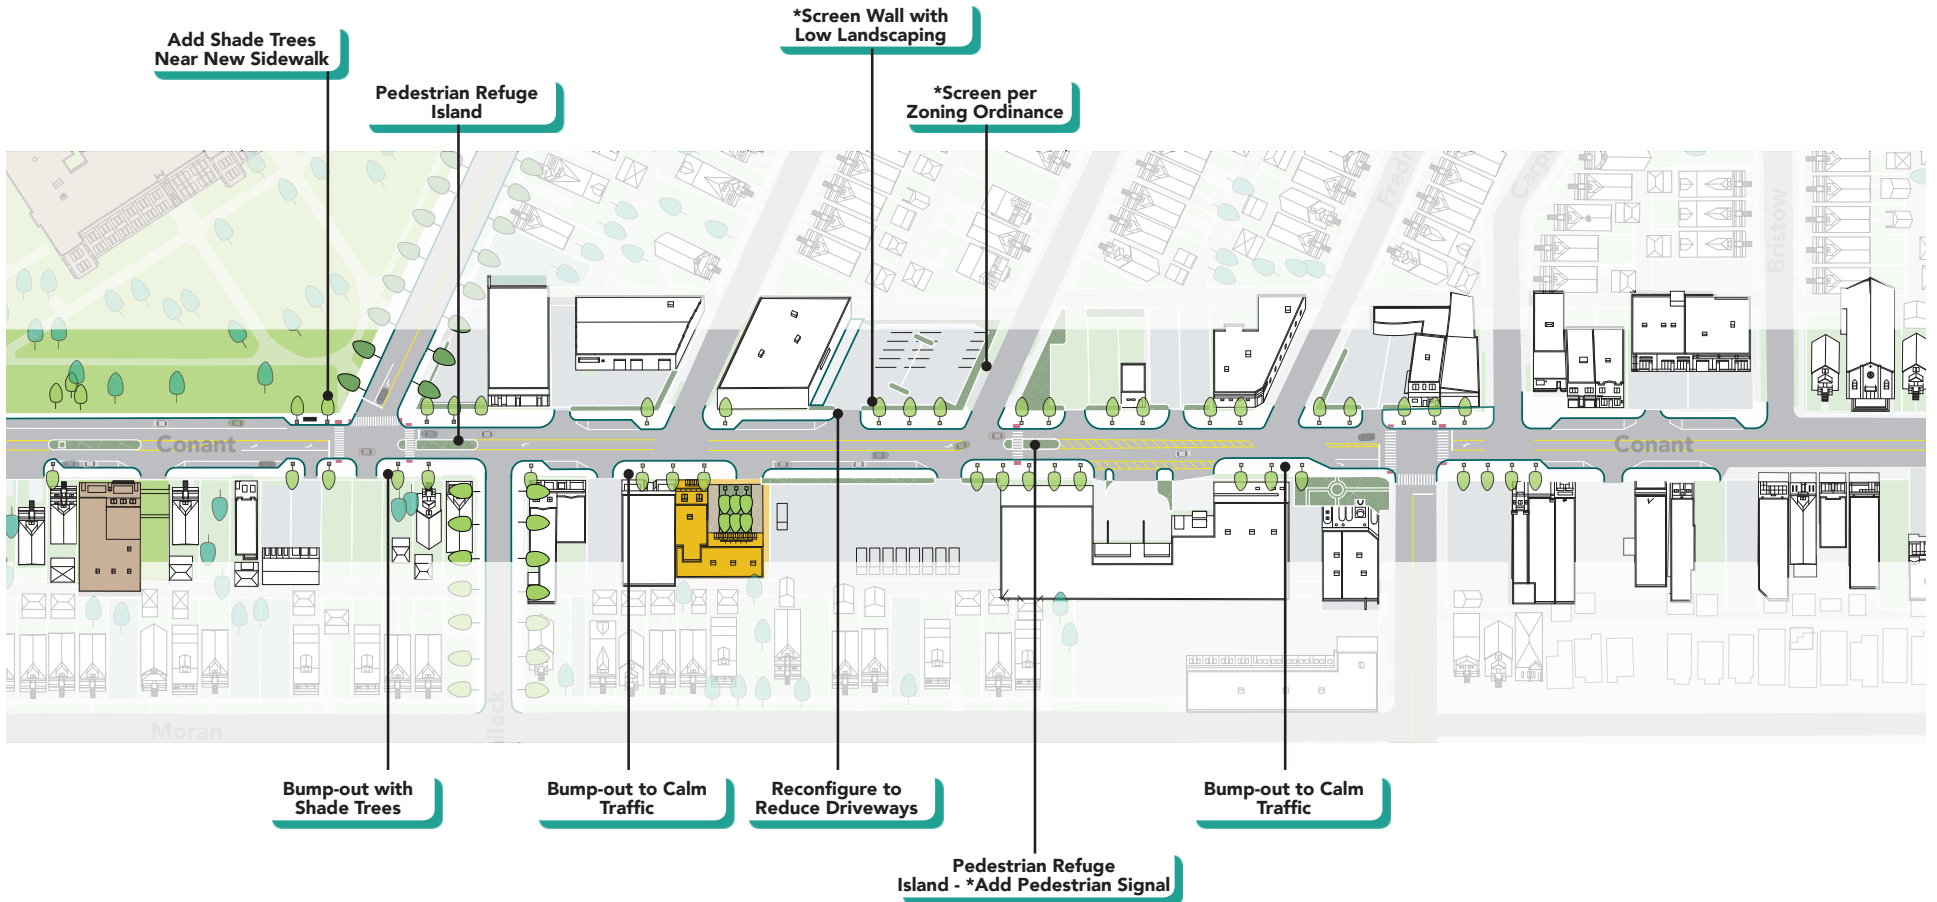 *Screen Wall with
Low Landscaping
Add Shade Trees
Near New Sidewalk
Pedestrian Refuge
Island
*Screen per
Zoning Ordinance
Bristow
Conant
Conant
Moran
Bump-out with
Shade Trees
Bump-out to Calm
Traffic
Reconfigure to
Reduce Driveways
Bump-out to Calm
Traffic
Pedestrian Refuge
Island - *Add Pedestrian Signal